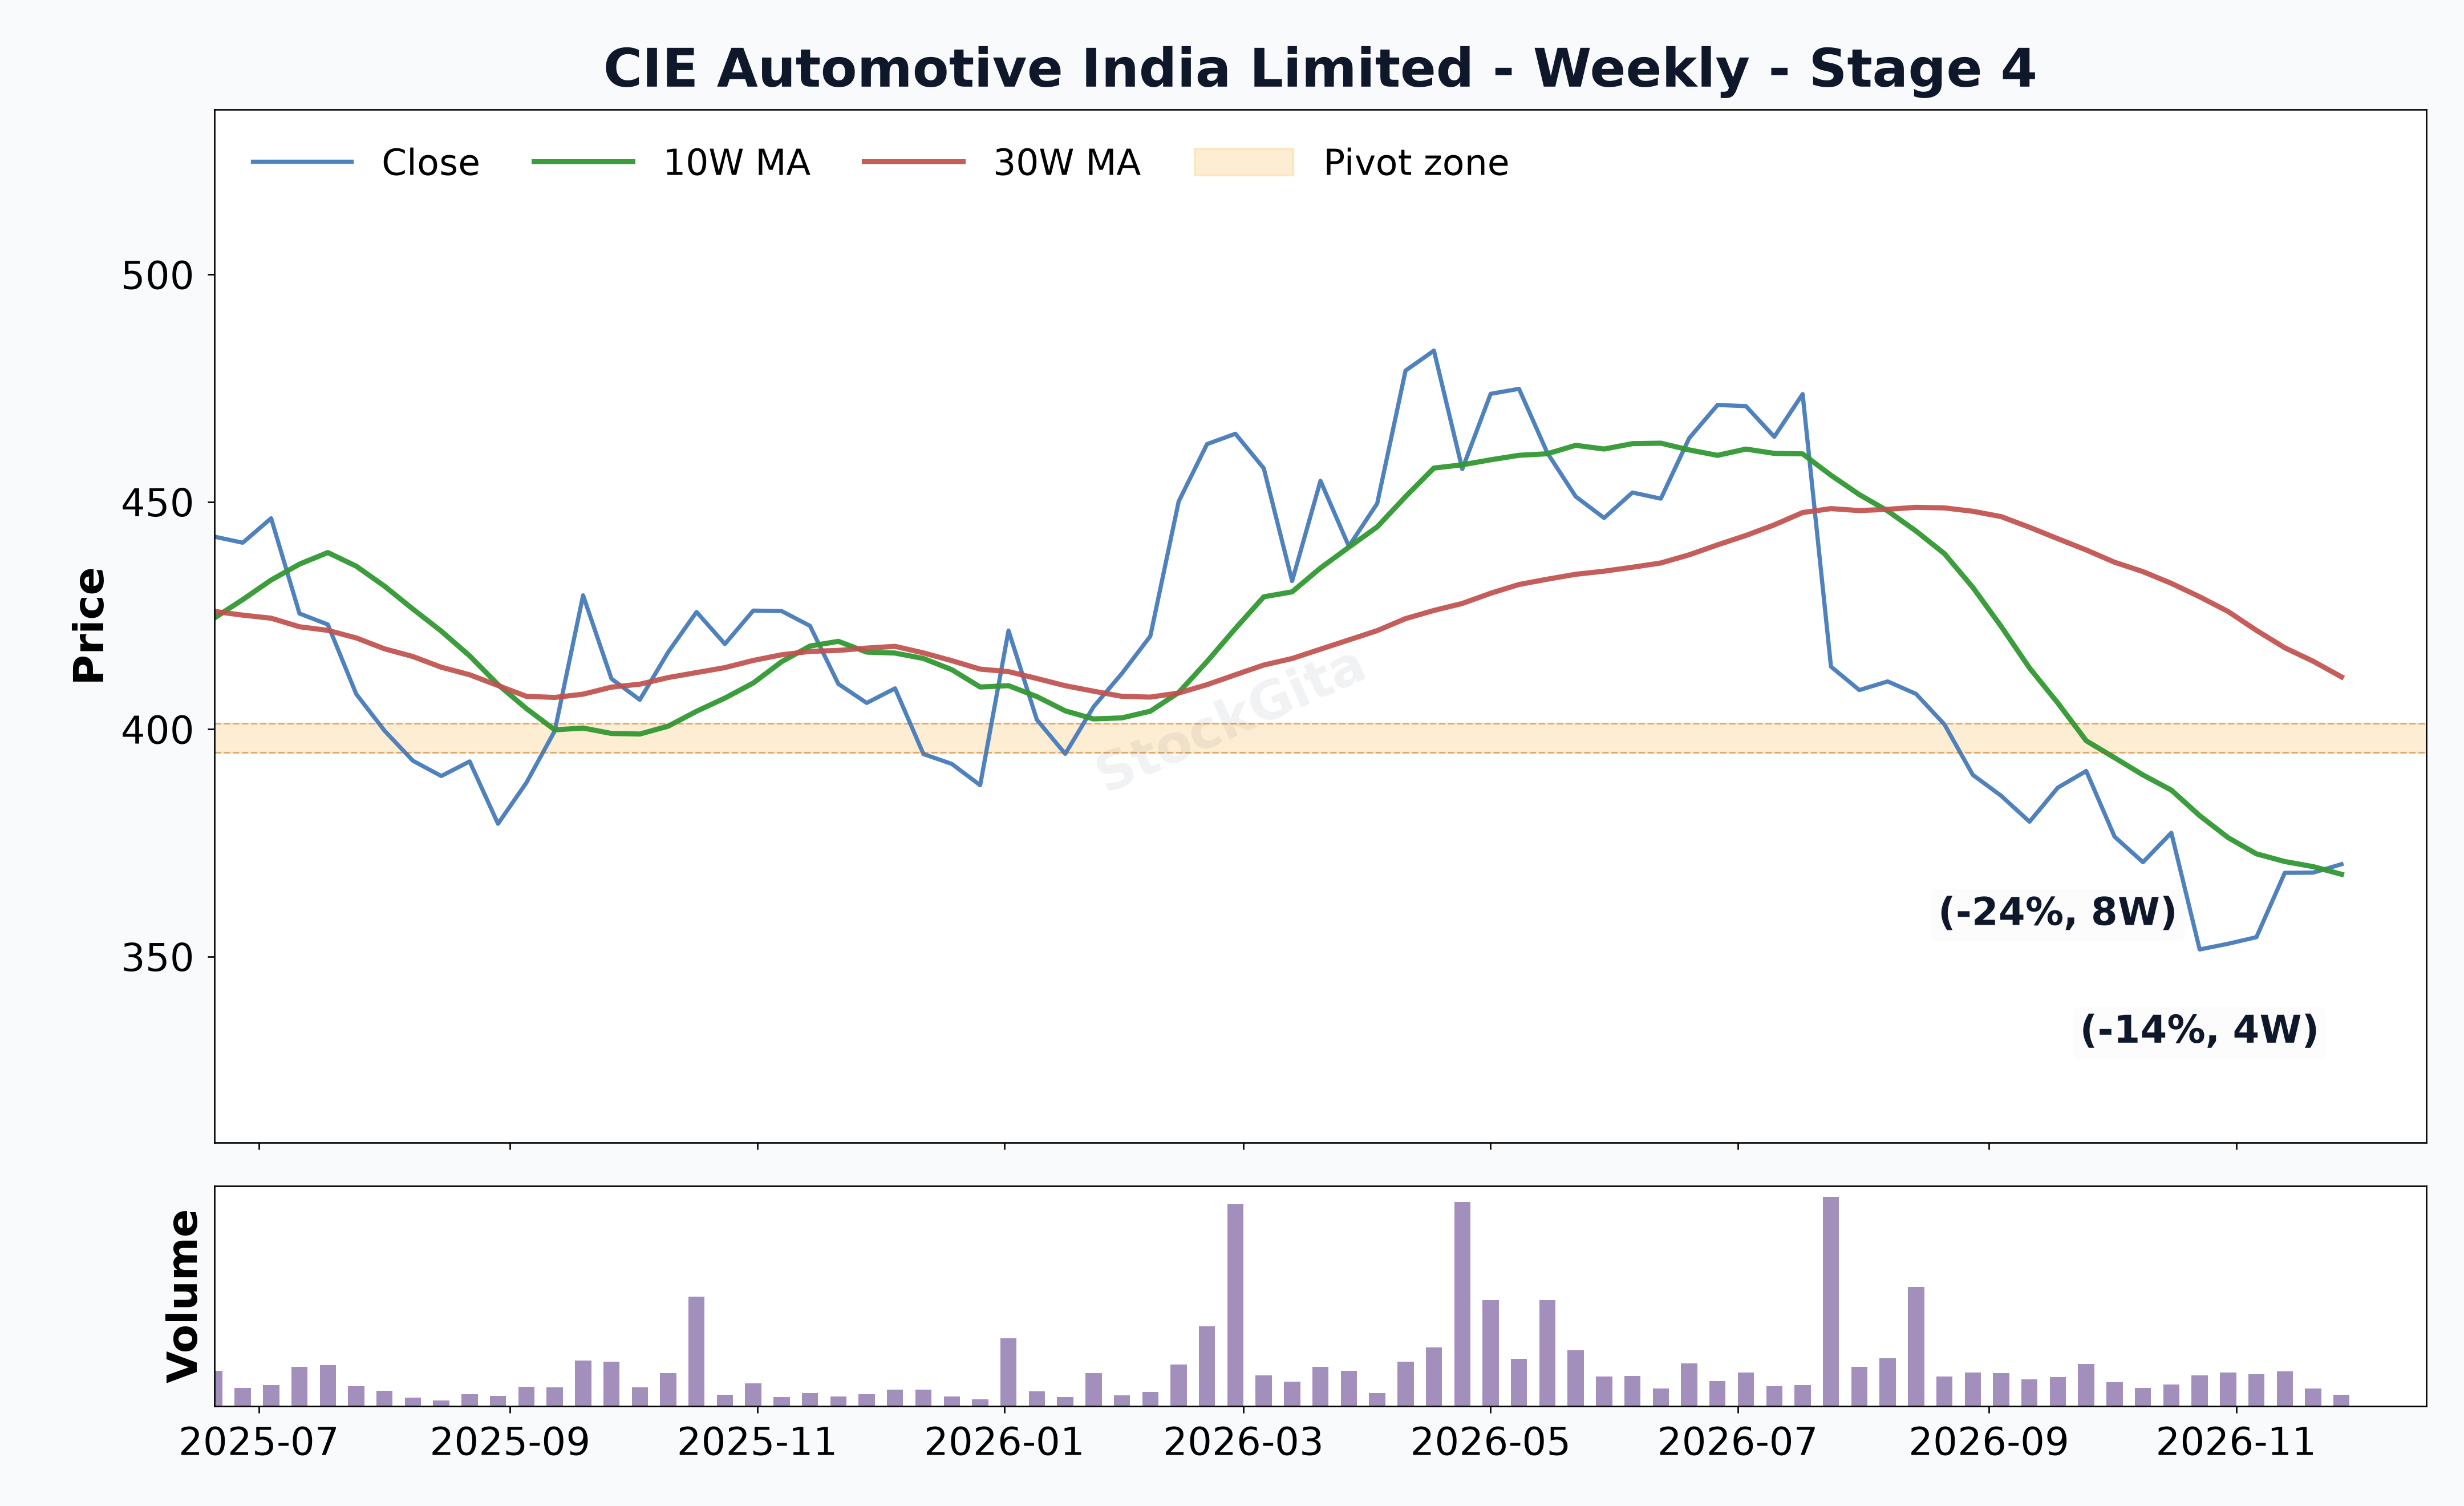 CIE Automotive India Limited - Weekly - Stage 4
Close 10W MA 30W MA Pivot zone
Price
500
450
400
350
StockGita
(-24%, 8W)
(-14%, 4W)
Volume
2025-07 2025-09 2025-11 2026-01 2026-03 2026-05 2026-07 2026-09 2026-11